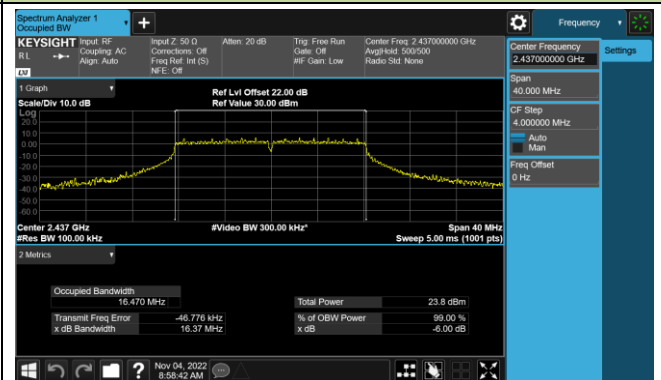 Spectrum Analyzer 1
Occupied BW
+
Frequency
KEYSIGHT
Input: RF
Coupling: AC
Align: Auto
Input Z: 50 Ω
Corrections: Off
Freq Ref: Int (S)
NFE: Off
Atten: 20 dB
Trig: Free Run
Gate: Off
#IF Gain: Low
Center Freq: 2.437000000 GHz
Avg|Hold: 500/500
Radio Std: None
RL
LXI
Center Frequency
2.437000000 GHz
Settings
Span
40.000 MHz
CF Step
4.000000 MHz
Auto
Man
Freq Offset
0 Hz
1 Graph
Scale/Div 10.0 dB
Ref Lvl Offset 22.00 dB
Ref Value 30.00 dBm
Log
20.0
10.0
0.00
-10.0
-20.0
-30.0
-40.0
-50.0
-60.0
Center 2.437 GHz
#Res BW 100.00 kHz
#Video BW 300.00 kHz*
Span 40 MHz
Sweep 5.00 ms (1001 pts)
2 Metrics
Occupied Bandwidth
16.470 MHz
Total Power 23.8 dBm
Transmit Freq Error -46.776 kHz
% of OBW Power 99.00 %
x dB Bandwidth 16.37 MHz
x dB -6.00 dB
?
Nov 04, 2022
8:58:42 AM